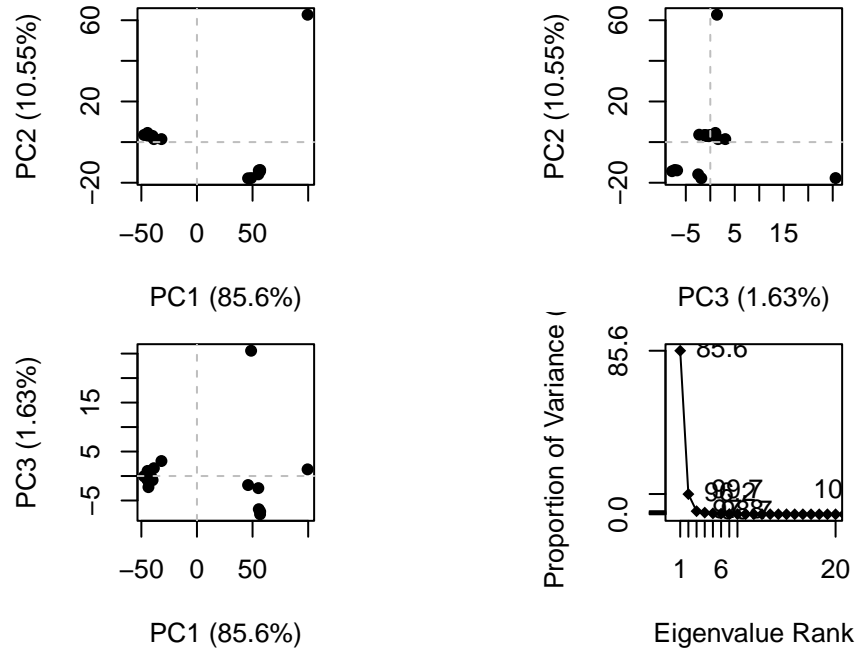 PC2 (10.55%)
60
20
−20
−50 0 50
PC1 (85.6%)
PC2 (10.55%)
60
20
−20
−5 5 15
PC3 (1.63%)
PC3 (1.63%)
15
5
−5
−50 0 50
PC1 (85.6%)
Proportion of Variance (
85.6
0.0
85.6
99.7
10
1 6 20
Eigenvalue Rank